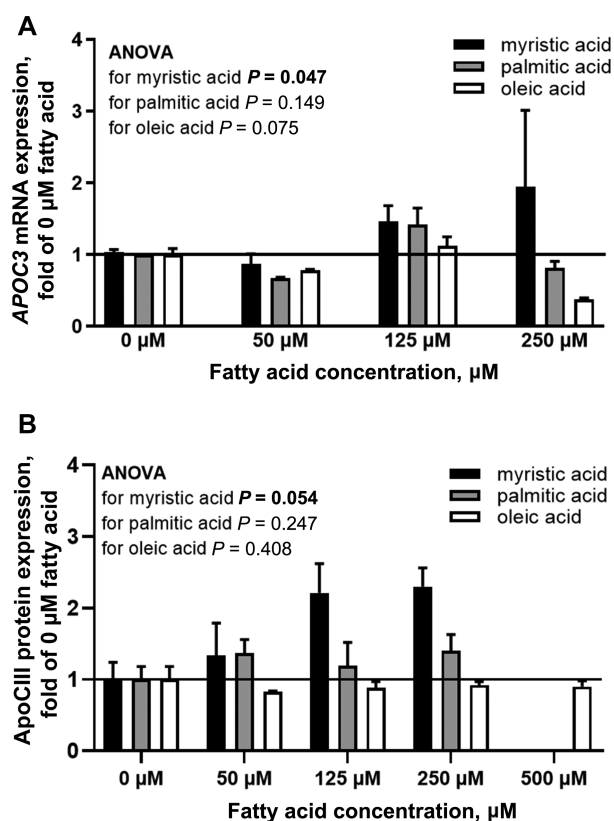 A
APOC3 mRNA expression,
fold of 0 µM fatty acid
4
3
2
1
0
ANOVA
for myristic acid P = 0.047
for palmitic acid P = 0.149
for oleic acid P = 0.075
myristic acid
palmitic acid
oleic acid
0 µM 50 µM 125 µM 250 µM
Fatty acid concentration, µM
B
ApoCIII protein expression,
fold of 0 µM fatty acid
4
3
2
1
0
ANOVA
for myristic acid P = 0.054
for palmitic acid P = 0.247
for oleic acid P = 0.408
myristic acid
palmitic acid
oleic acid
0 µM 50 µM 125 µM 250 µM 500 µM
Fatty acid concentration, µM